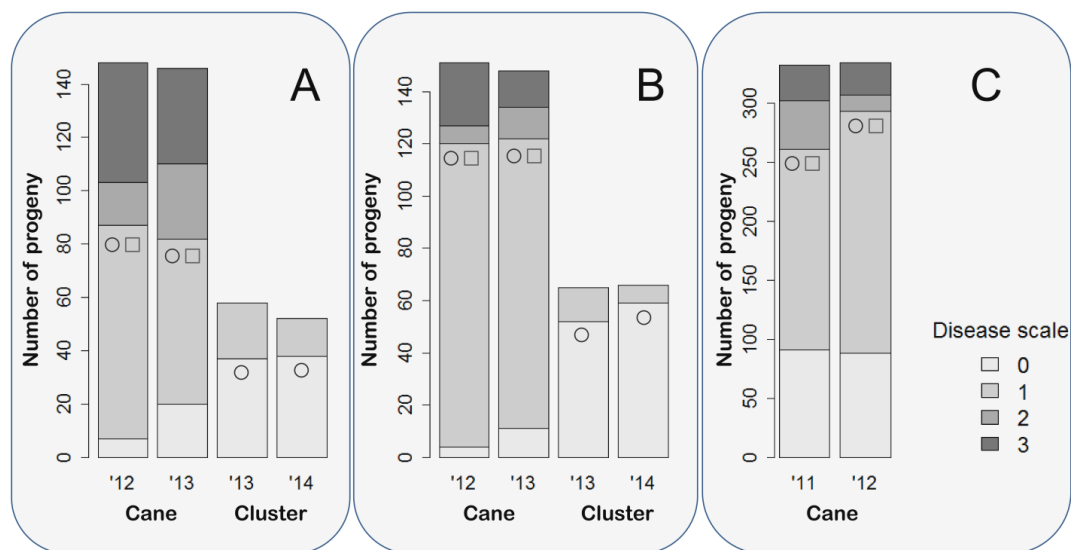 A
Number of progeny
140
120
100
80
60
40
20
0
'12 '13 '13 '14
Cane Cluster
B
Number of progeny
140
120
100
80
60
40
20
0
'12 '13 '13 '14
Cane Cluster
C
Number of progeny
300
250
200
150
100
50
0
'11 '12
Cane
Disease scale
0
1
2
3